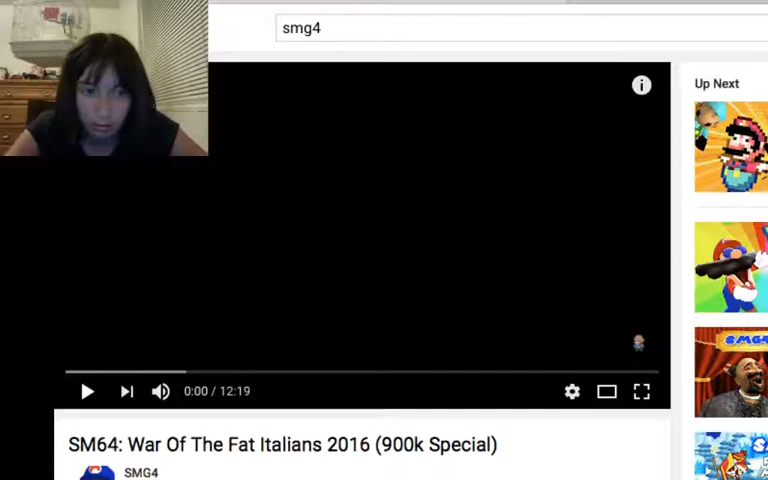 smg4
Up Next
0:00 / 12:19
SM64: War Of The Fat Italians 2016 (900k Special)
SMG4